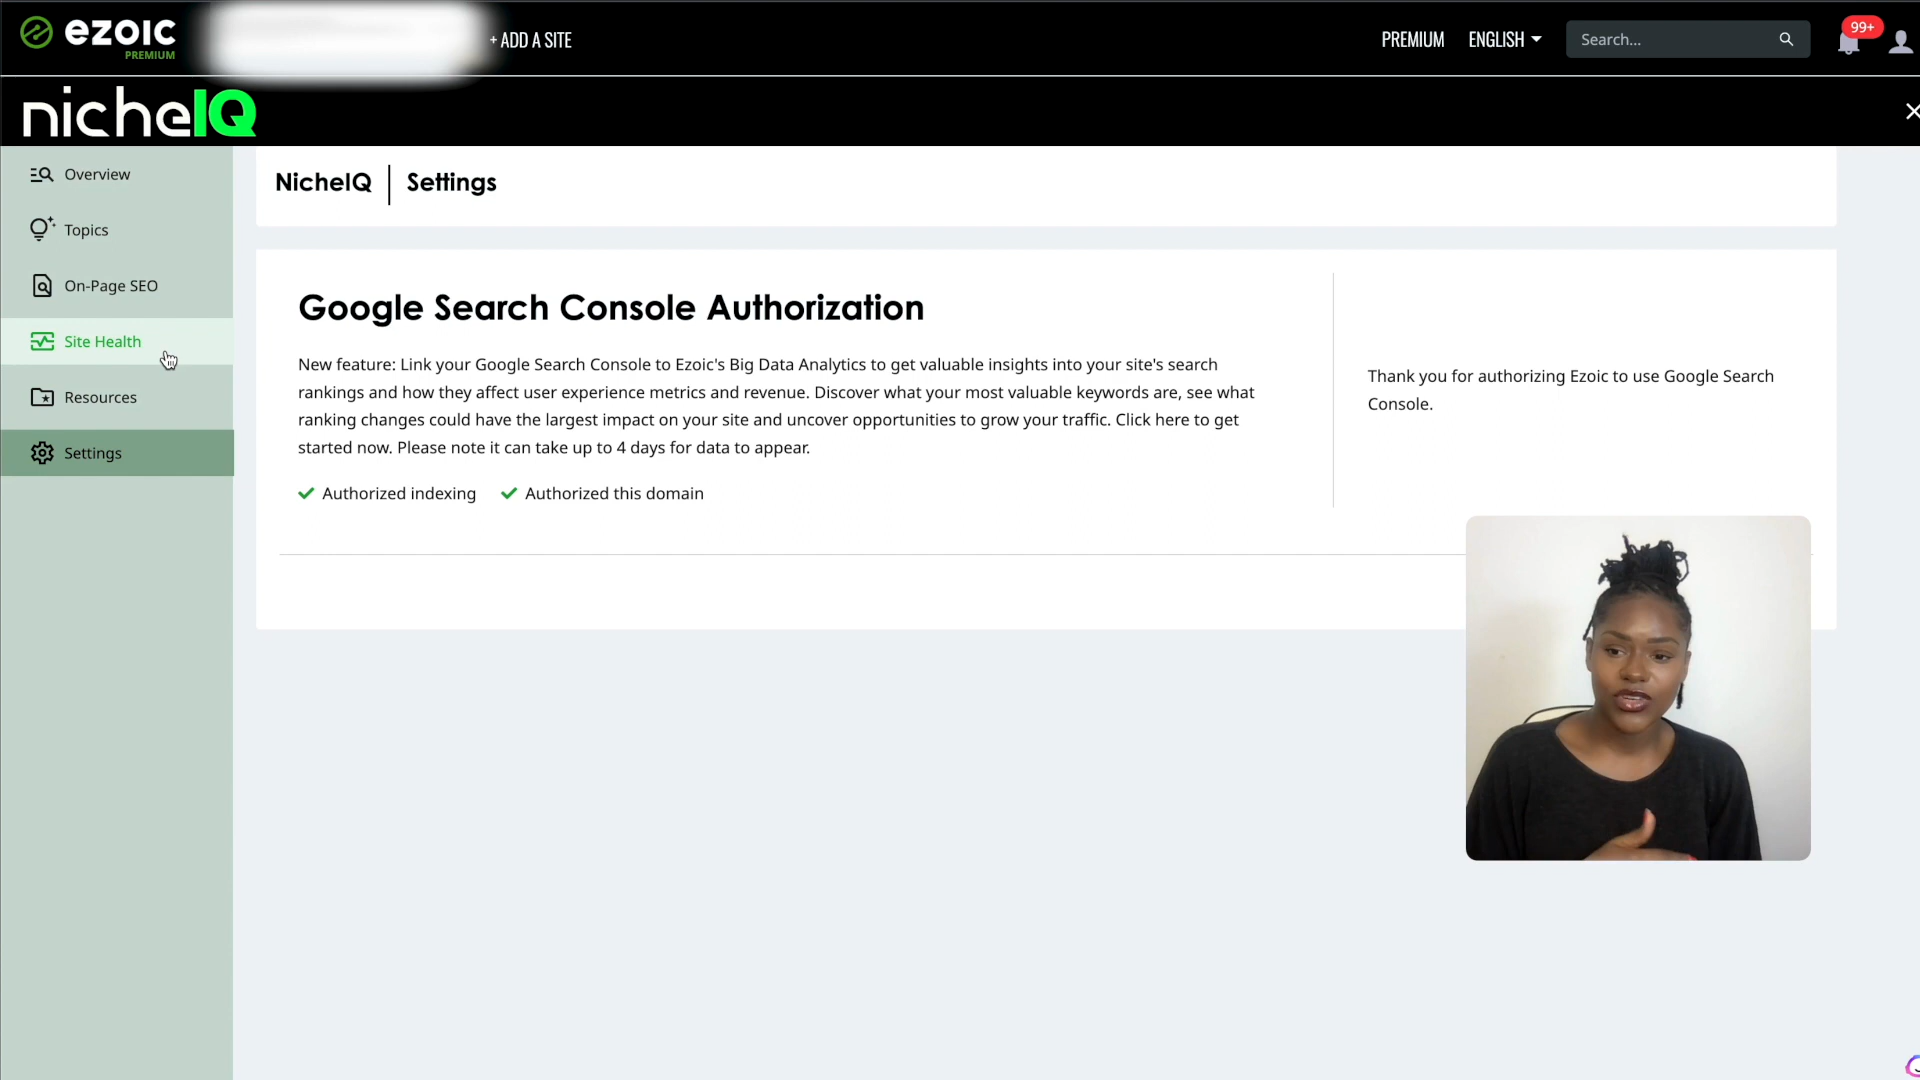 ezoic
PREMIUM
+ ADD A SITE
PREMIUM
ENGLISH
Search...
99+
nicheIQ
Overview
Topics
On-Page SEO
Site Health
Resources
Settings
NicheIQ
Settings
Google Search Console Authorization
New feature: Link your Google Search Console to Ezoic's Big Data Analytics to get valuable insights into your site's search
rankings and how they affect user experience metrics and revenue. Discover what your most valuable keywords are, see what
ranking changes could have the largest impact on your site and uncover opportunities to grow your traffic. Click here to get
started now. Please note it can take up to 4 days for data to appear.
Authorized indexing
Authorized this domain
Thank you for authorizing Ezoic to use Google Search
Console.